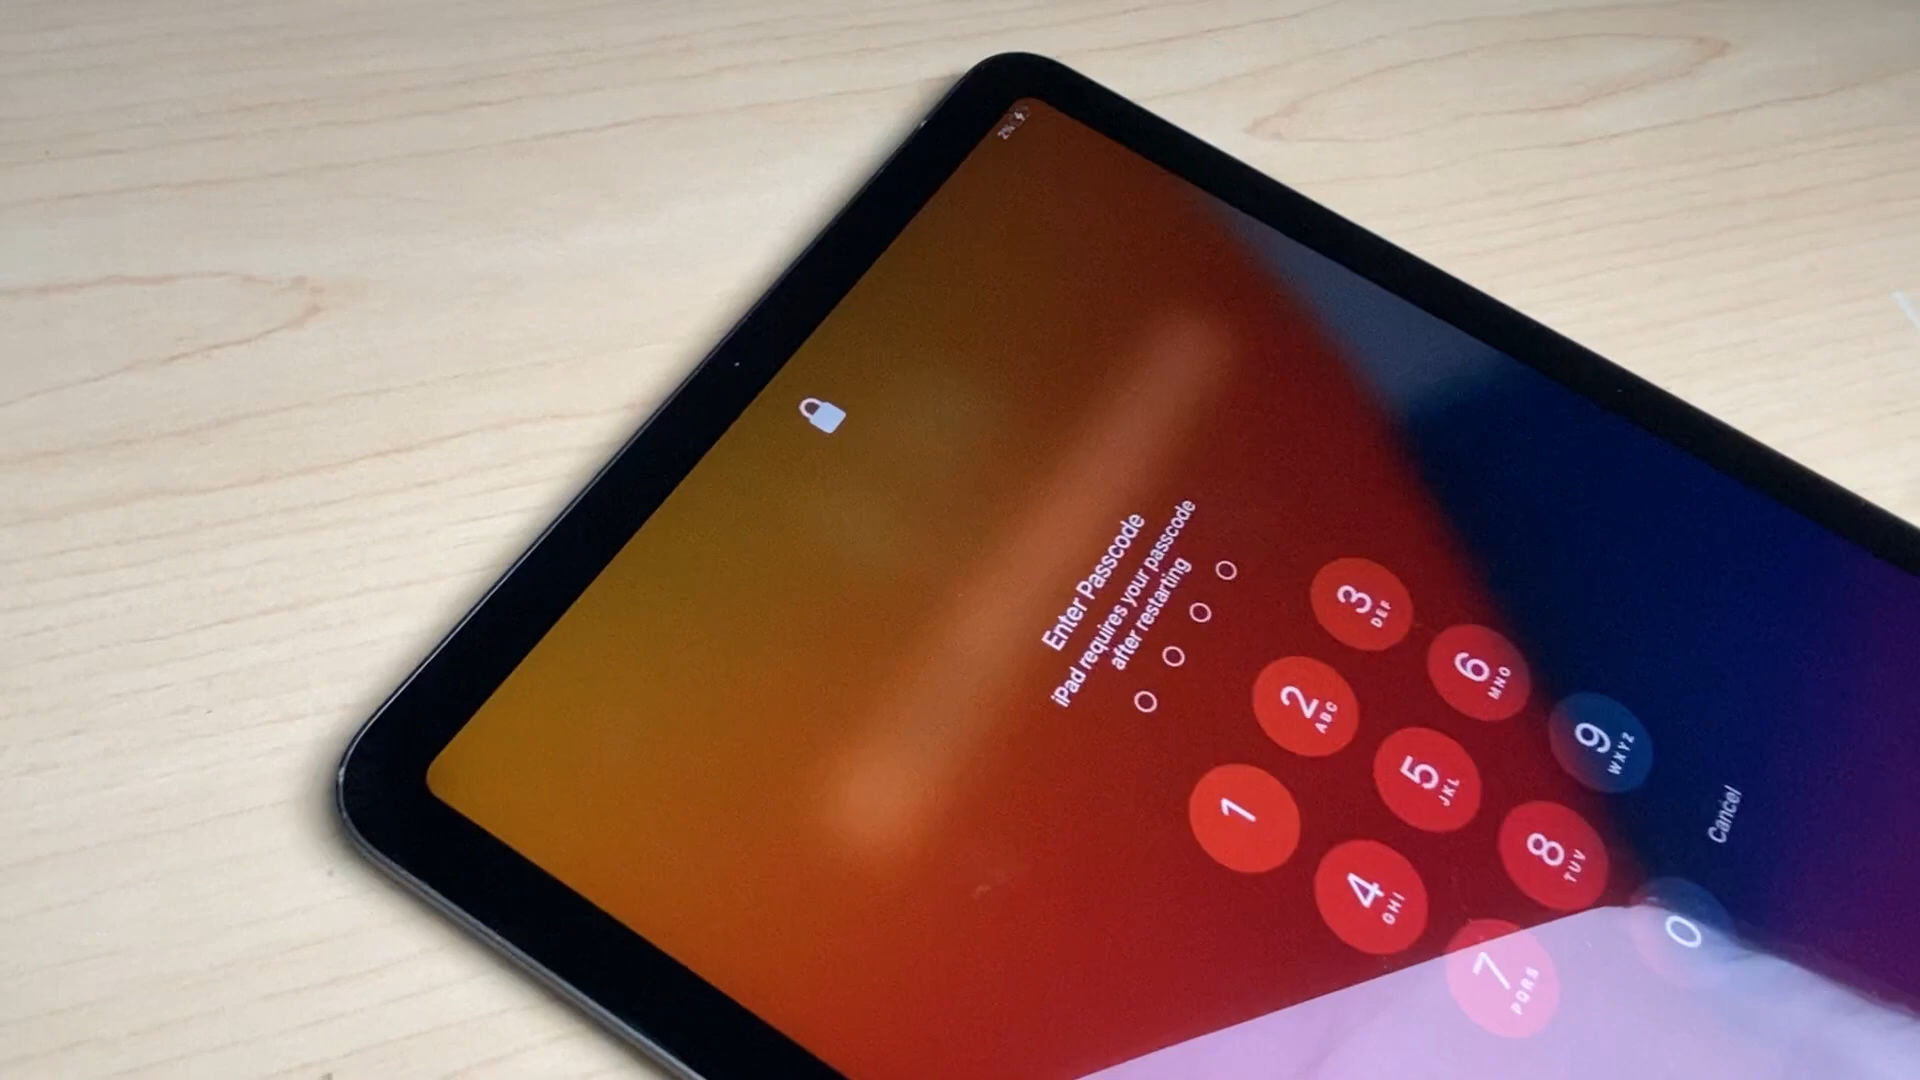 2%
Enter Passcode
iPad requires your passcode
after restarting
1
2
ABC
3
DEF
4
GHI
5
JKL
6
MNO
7
PQRS
8
TUV
9
WXYZ
0
Cancel